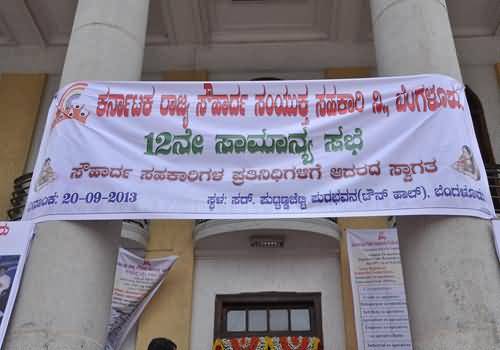 ಕರ್ನಾಟಕ ರಾಜ್ಯ ಸೌಹಾರ್ದ ಸಂಯುಕ್ತ ಸಹಕಾರಿ ನಿ., ಬೆಂಗಳೂರು.
12ನೇ ಸಾಮಾನ್ಯ ಸಭೆ
ಸೌಹಾರ್ದ ಸಹಕಾರಿಗಳ ಪ್ರತಿನಿಧಿಗಳಿಗೆ ಆದರದ ಸ್ವಾಗತ
ದಿನಾಂಕ: 20-09-2013 ಸ್ಥಳ: ಸರ್. ಪುಟ್ಟಣ್ಣಚೆಟ್ಟಿ ಪುರಭವನ(ಟೌನ್ ಹಾಲ್), ಬೆಂಗಳೂರು